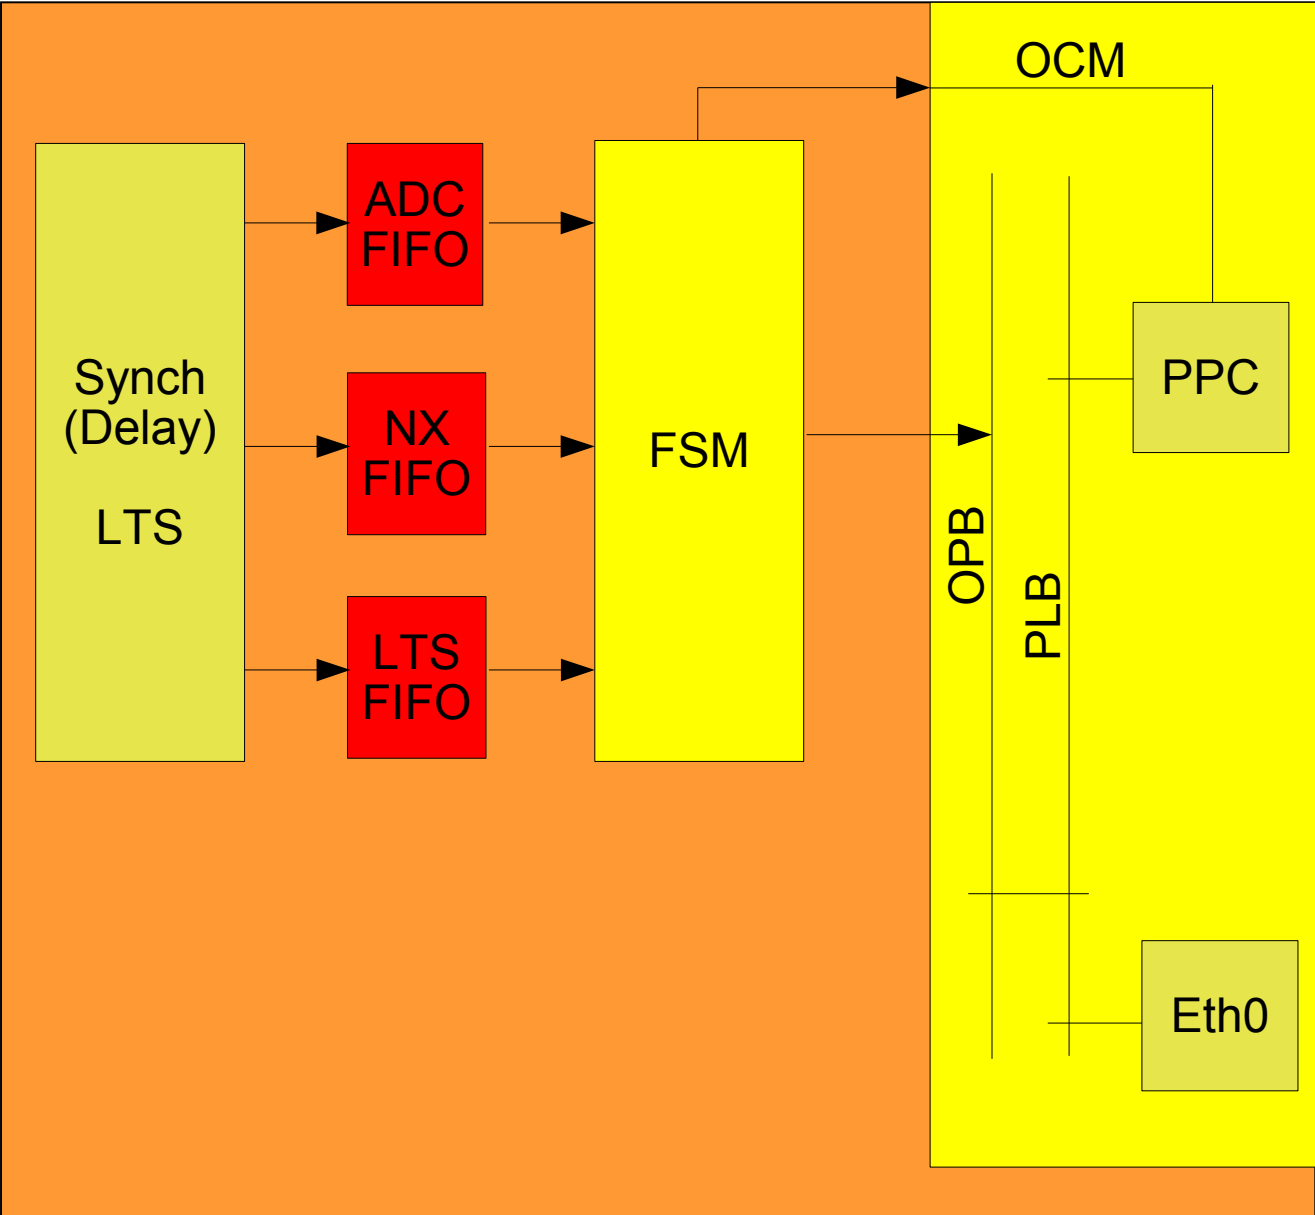 OCM
ADC
FIFO
Synch
(Delay)
LTS
NX
FIFO
LTS
FIFO
FSM
OPB
PLB
PPC
Eth0